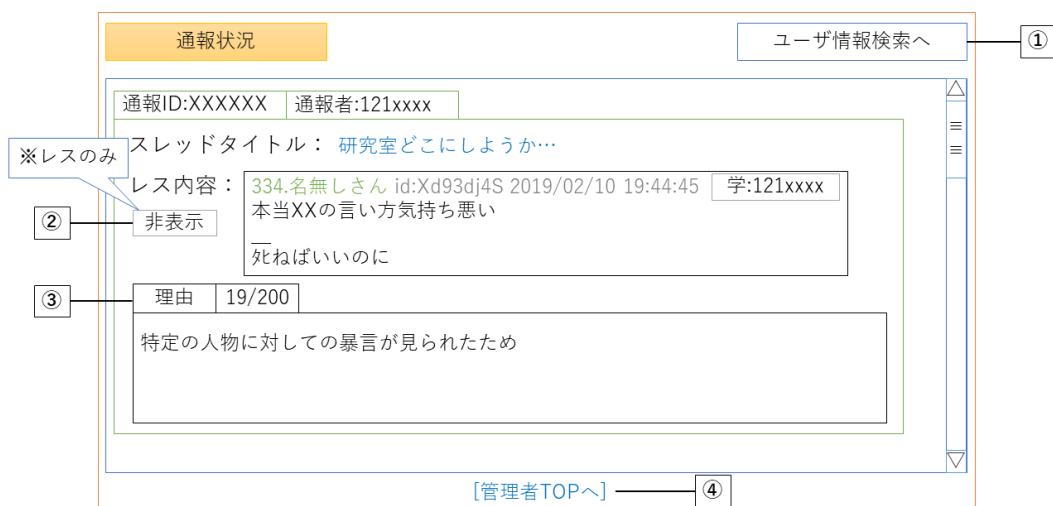 通報状況
ユーザ情報検索へ
①
通報ID:XXXXXX
通報者:121xxxx
スレッドタイトル： 研究室どこにしようか…
※レスのみ
レス内容：
334.名無しさん id:Xd93dj4S 2019/02/10 19:44:45
学:121xxxx
本当XXの言い方気持ち悪い
死ねばいいのに
②
非表示
③
理由
19/200
特定の人物に対しての暴言が見られたため
[管理者TOPへ]
④